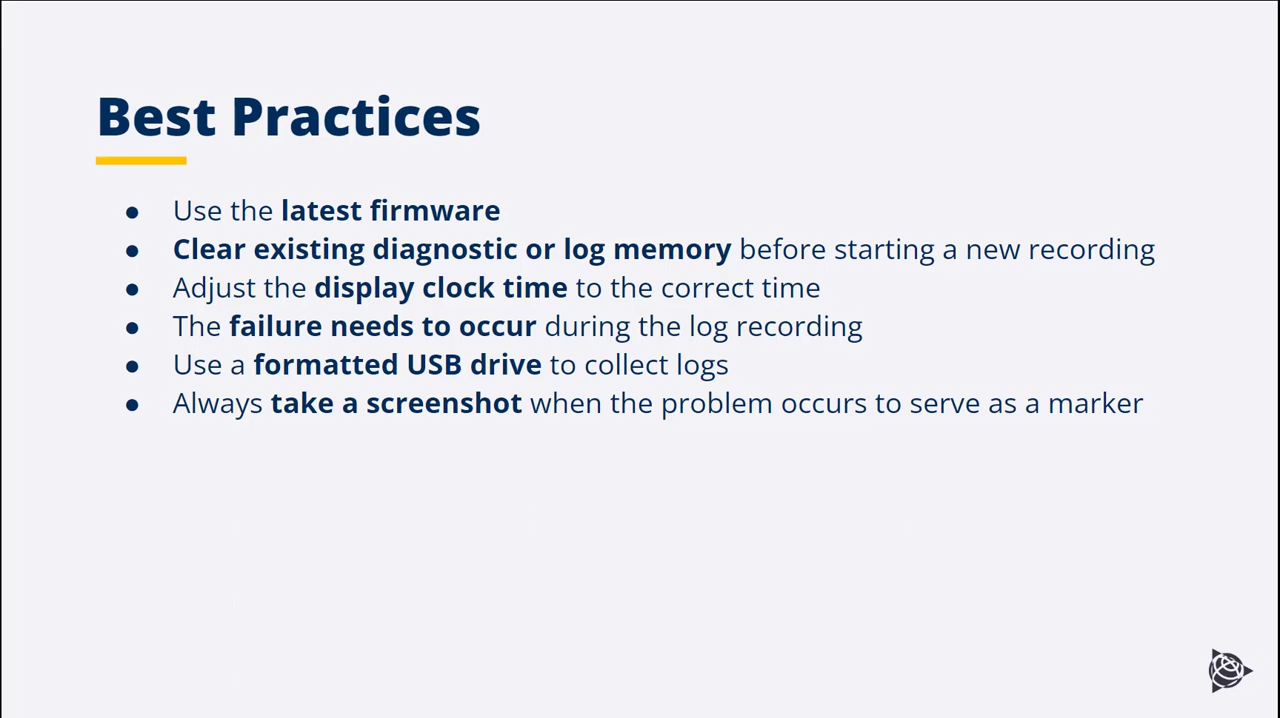 Best Practices
● Use the latest firmware
● Clear existing diagnostic or log memory before starting a new recording
● Adjust the display clock time to the correct time
● The failure needs to occur during the log recording
● Use a formatted USB drive to collect logs
● Always take a screenshot when the problem occurs to serve as a marker